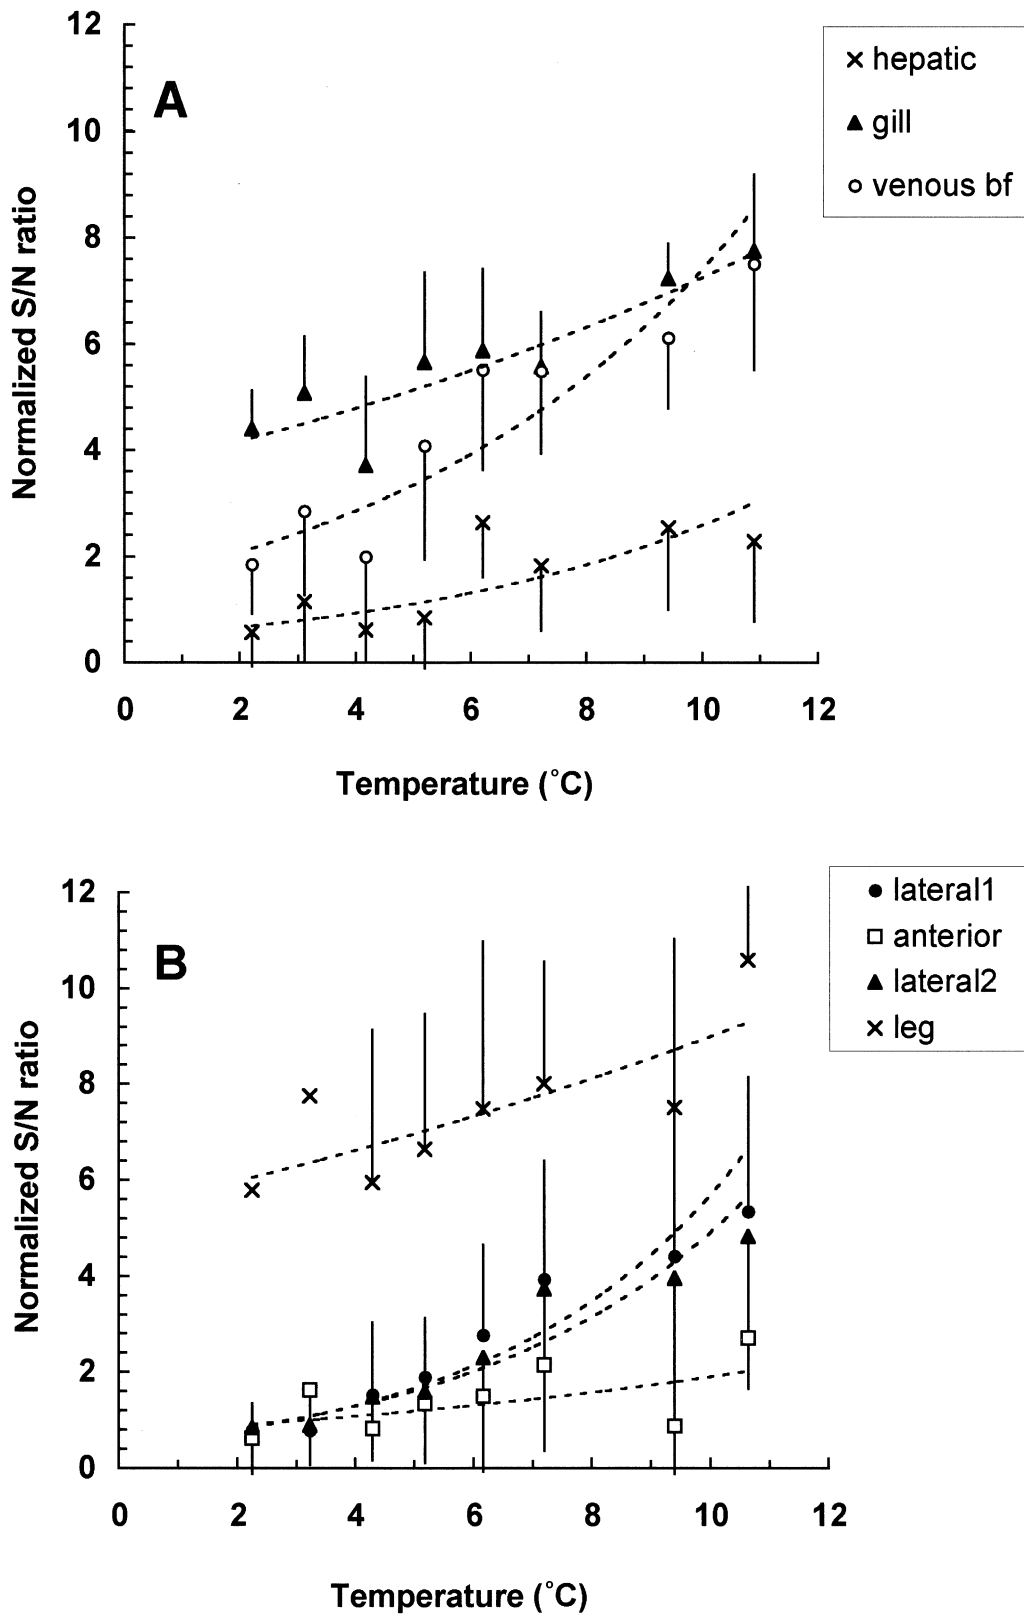 A
hepatic
gill
venous bf
Normalized S/N ratio
12
10
8
6
4
2
0
0 2 4 6 8 10 12
Temperature (°C)
B
lateral1
anterior
lateral2
leg
Normalized S/N ratio
12
10
8
6
4
2
0
0 2 4 6 8 10 12
Temperature (°C)